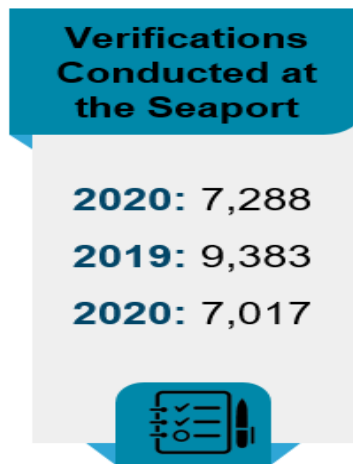 Verifications
Conducted at
the Seaport
2020: 7,288
2019: 9,383
2020: 7,017